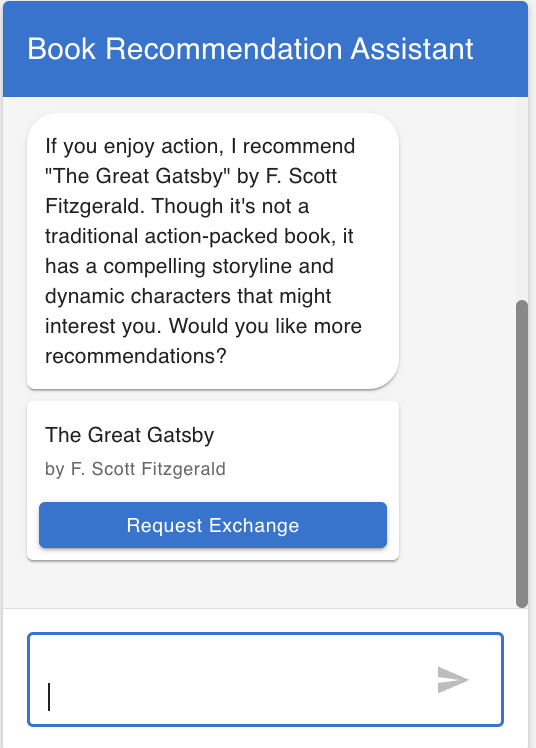 Book Recommendation Assistant
If you enjoy action, I recommend
"The Great Gatsby" by F. Scott
Fitzgerald. Though it's not a
traditional action-packed book, it
has a compelling storyline and
dynamic characters that might
interest you. Would you like more
recommendations?
The Great Gatsby
by F. Scott Fitzgerald
Request Exchange